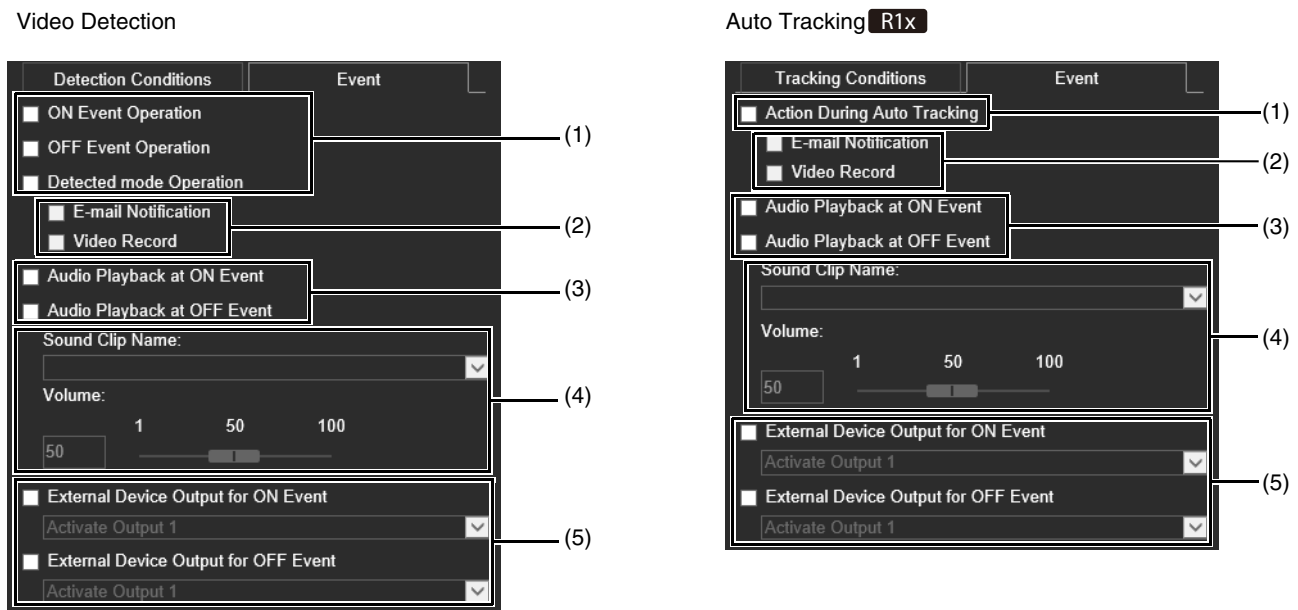 Video Detection
Detection Conditions
Event
ON Event Operation
(1)
OFF Event Operation
Detected mode Operation
E-mail Notification
(2)
Video Record
Audio Playback at ON Event
(3)
Audio Playback at OFF Event
Sound Clip Name:
(4)
Volume:
1 50 100
50
External Device Output for ON Event
Activate Output 1
(5)
External Device Output for OFF Event
Activate Output 1
Auto Tracking R1x
Tracking Conditions
Event
Action During Auto Tracking
(1)
E-mail Notification
(2)
Video Record
Audio Playback at ON Event
(3)
Audio Playback at OFF Event
Sound Clip Name:
Volume:
(4)
1 50 100
50
External Device Output for ON Event
Activate Output 1
(5)
External Device Output for OFF Event
Activate Output 1